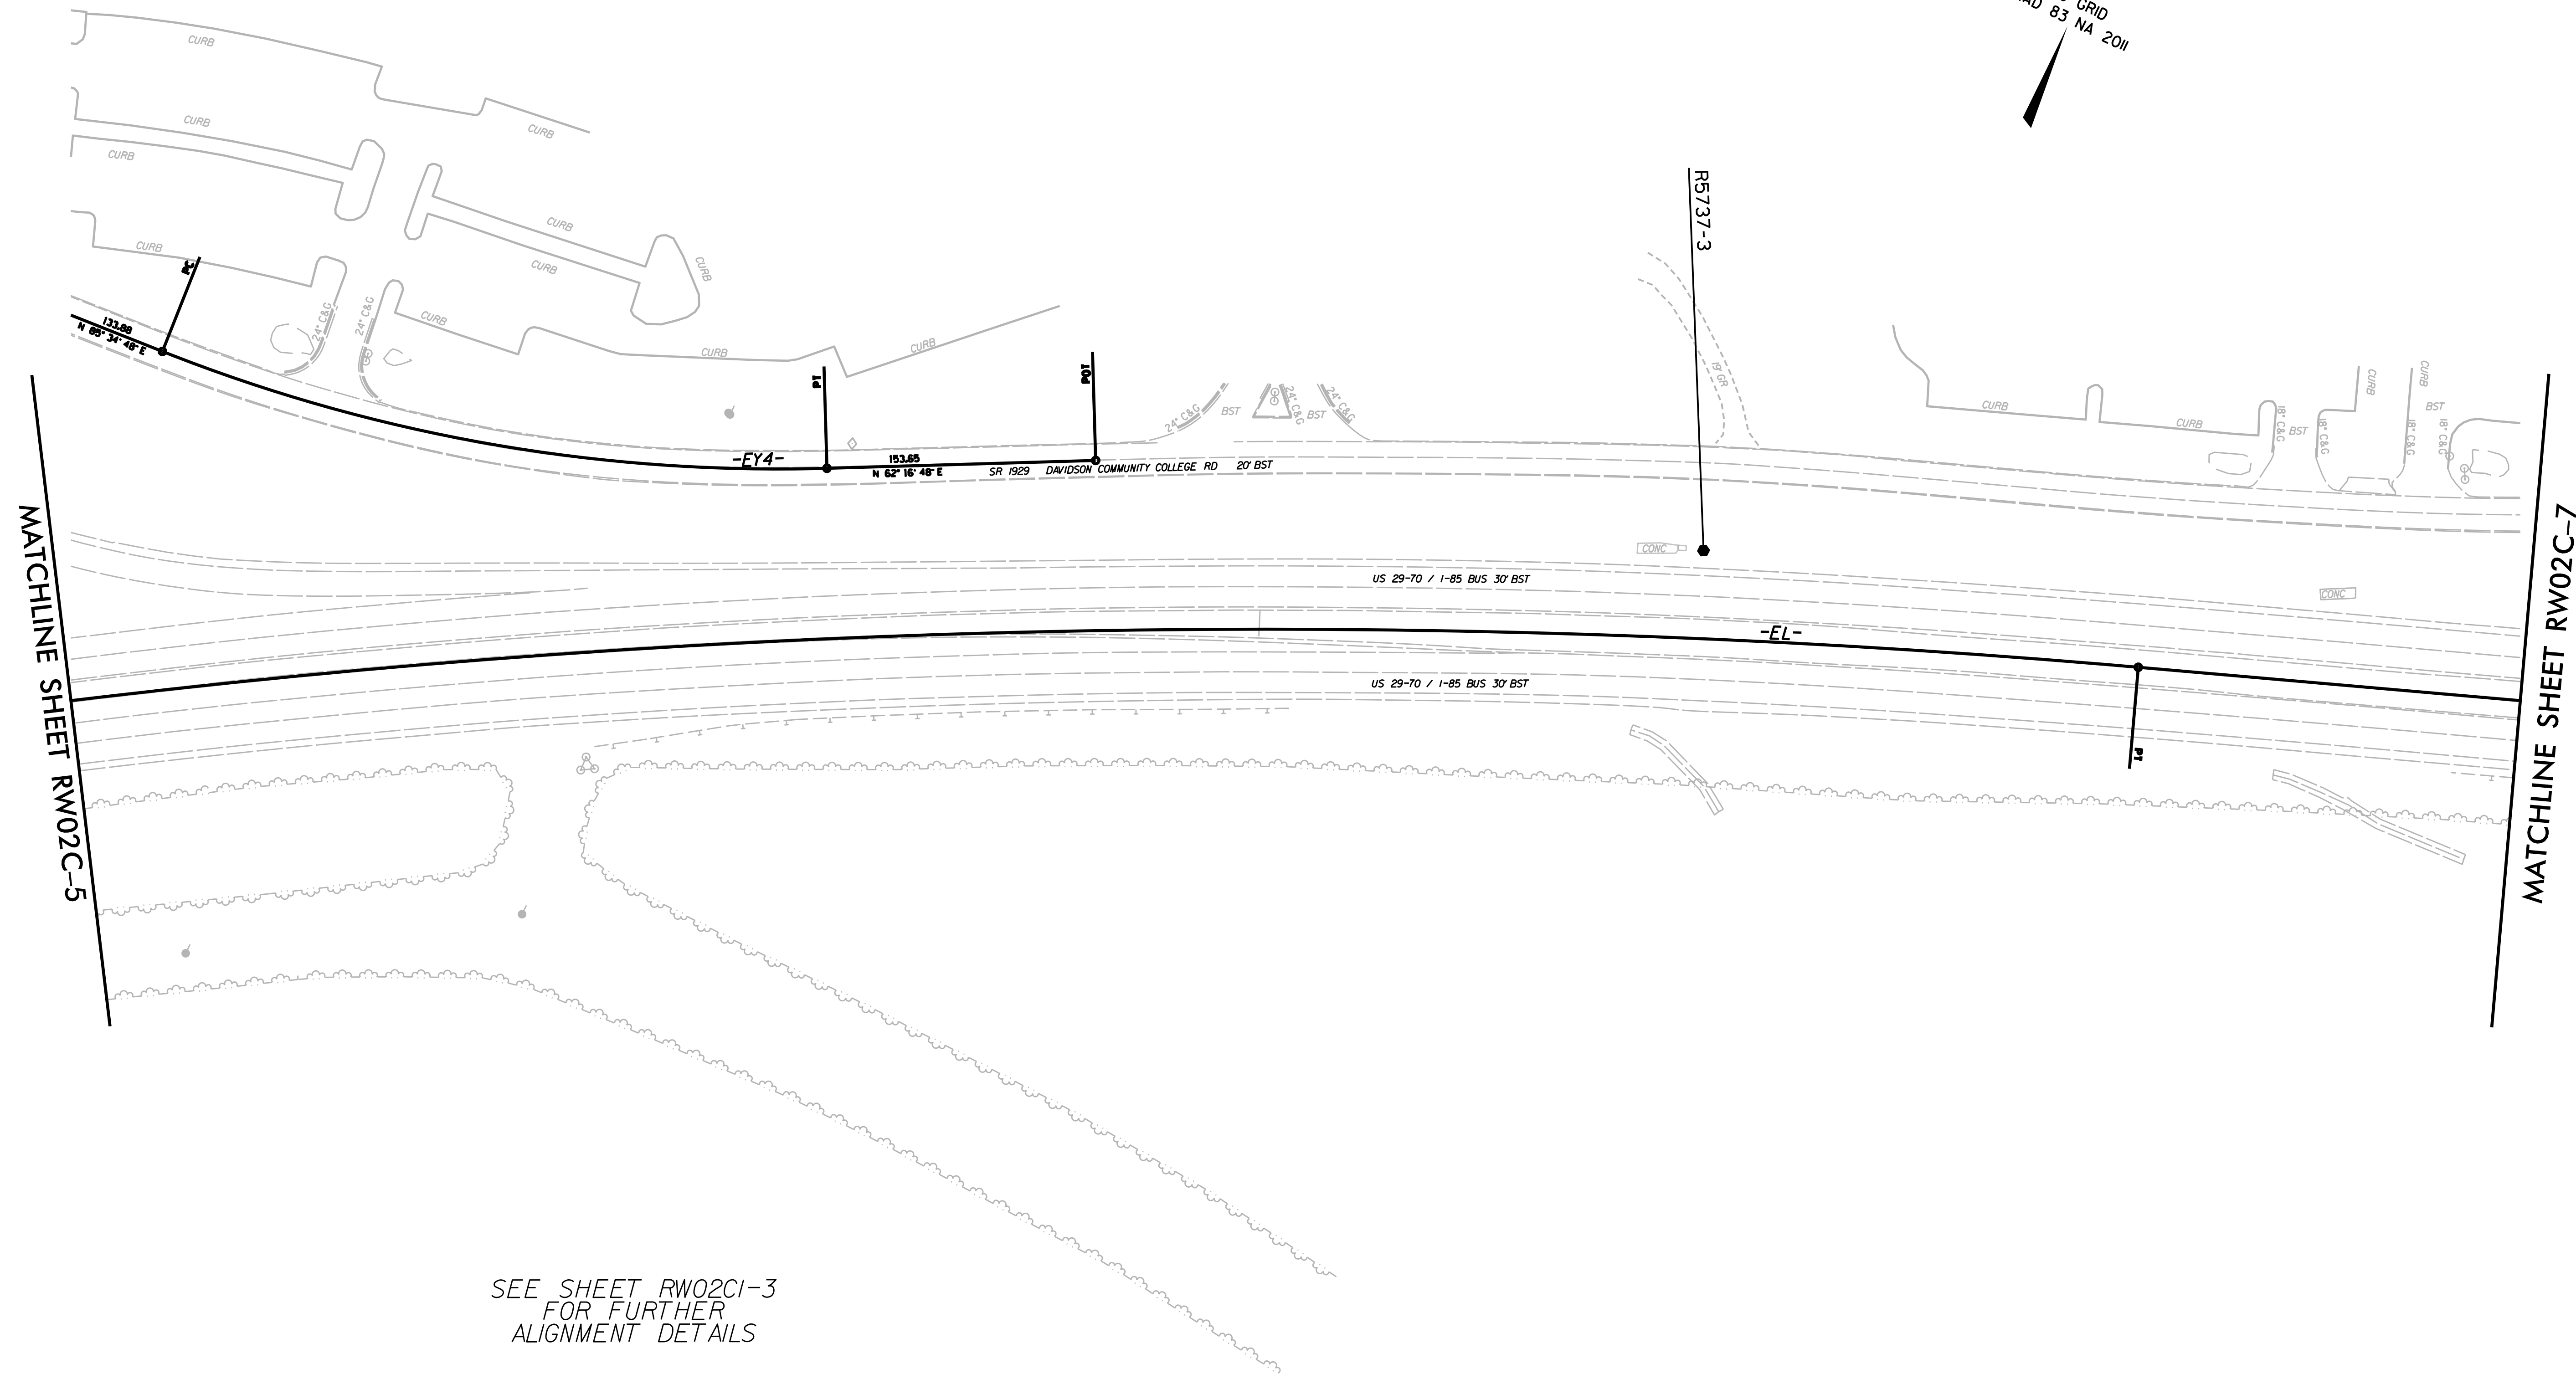 GRID
83 NA 2011
CURB
CURB
CURB
CURB
CURB
CURB
CURB
CURB
24" C&G
24" C&G
CURB
CURB
CURB
PC
133.88
N 85° 34' 48" E
PT
POT
-EY4-
153.65
N 62° 16' 48" E
SR 1929 DAVIDSON COMMUNITY COLLEGE RD 20' BST
24" C&G
BST
24" C&G
BST
24" C&G
R5737-3
19' GR
CURB
CURB
18" C&G
BST
18" C&G
CURB
CURB
18" C&G
BST
18" C&G
CONC
CONC
US 29-70 / I-85 BUS 30' BST
-EL-
US 29-70 / I-85 BUS 30' BST
PT
MATCHLINE SHEET RW02C-5
MATCHLINE SHEET RW02C-7
SEE SHEET RW02C1-3
FOR FURTHER
ALIGNMENT DETAILS